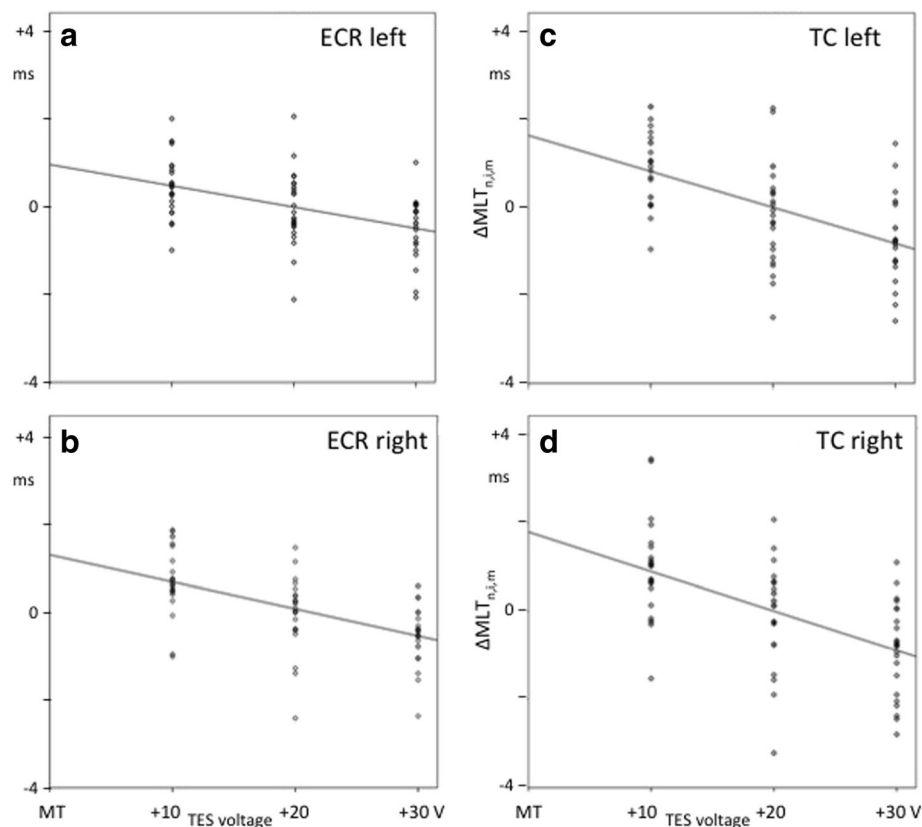 a ECR left
+4
ms
0
-4
c TC left
+4
ms
ΔMLTn,i,m
0
-4
b ECR right
+4
ms
0
-4
MT +10 TES voltage +20 +30 V
d TC right
+4
ms
ΔMLTn,i,m
0
-4
MT +10 TES voltage +20 +30 V